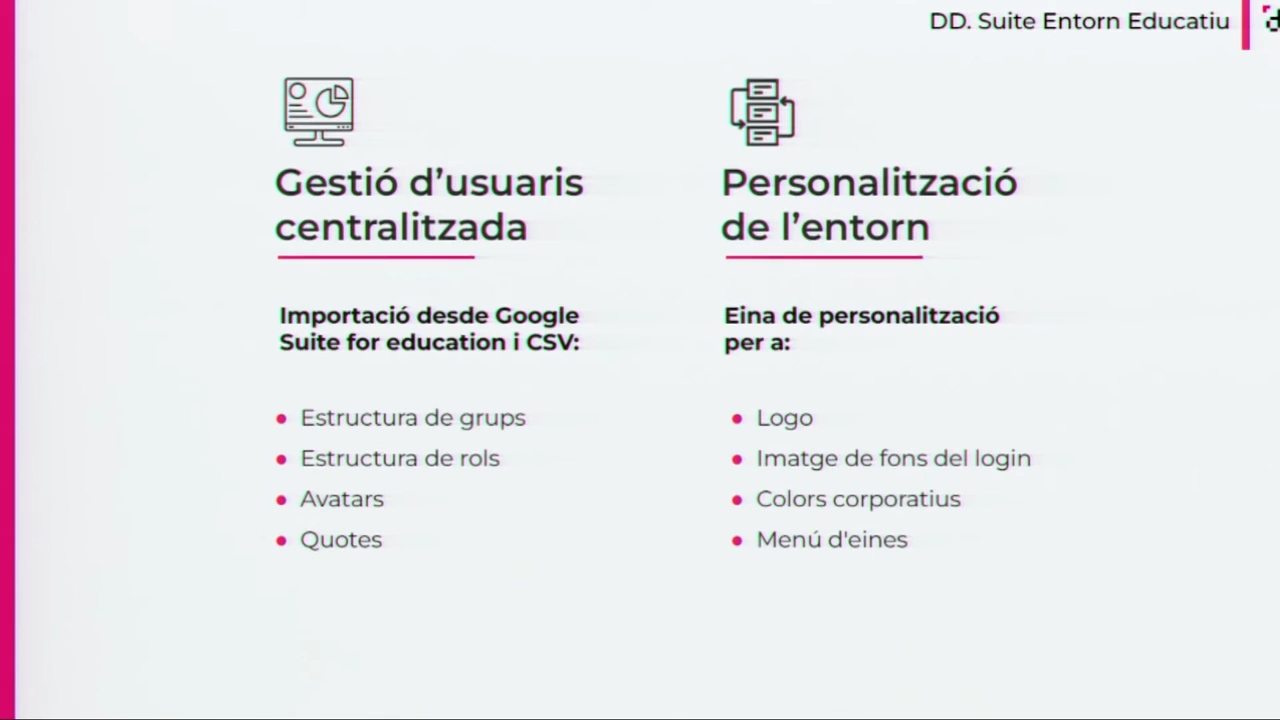 DD. Suite Entorn Educatiu
Gestió d’usuaris
centralitzada
Importació desde Google
Suite for education i CSV:
Estructura de grups
Estructura de rols
Avatars
Quotes
Personalització
de l’entorn
Eina de personalització
per a:
Logo
Imatge de fons del login
Colors corporatius
Menú d'eines